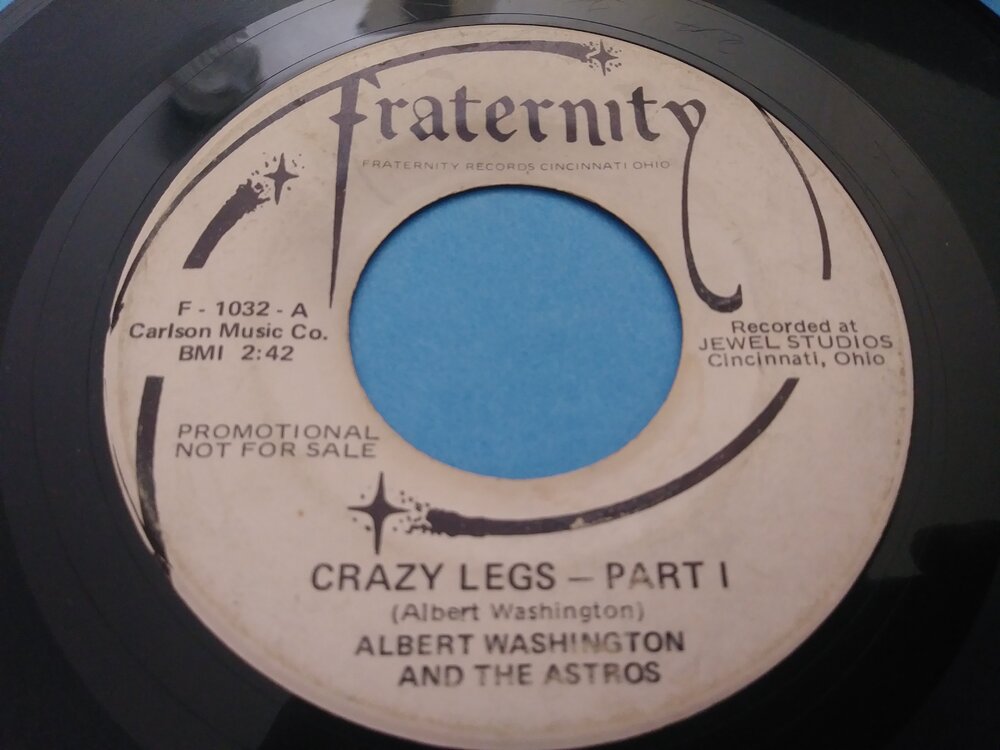 Fraternity
FRATERNITY RECORDS CINCINNATI OHIO
F - 1032 - A
Carlson Music Co.
BMI 2:42
Recorded at
JEWEL STUDIOS
Cincinnati, Ohio
PROMOTIONAL
NOT FOR SALE
CRAZY LEGS – PART I
(Albert Washington)
ALBERT WASHINGTON
AND THE ASTROS